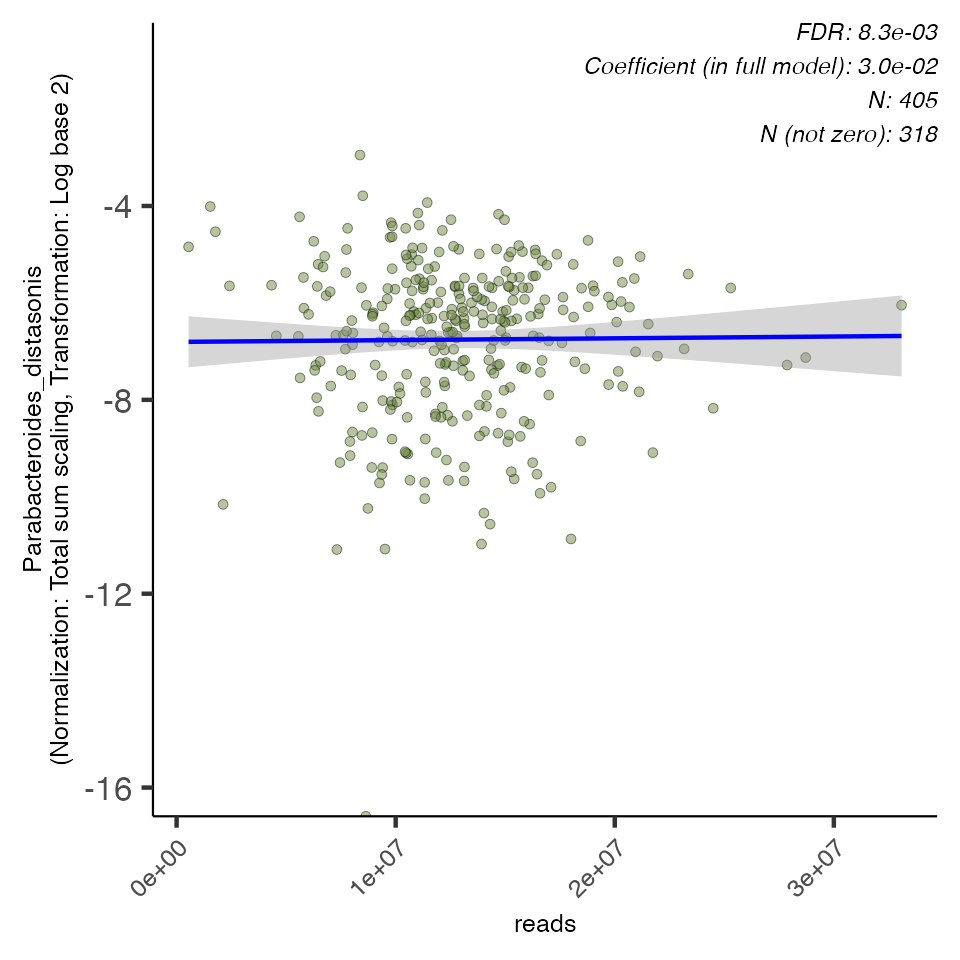 FDR: 8.3e-03
Coefficient (in full model): 3.0e-02
N: 405
N (not zero): 318
Parabacteroides_distasonis
(Normalization: Total sum scaling, Transformation: Log base 2)
-4
-8
-12
-16
0e+00
1e+07
2e+07
3e+07
reads